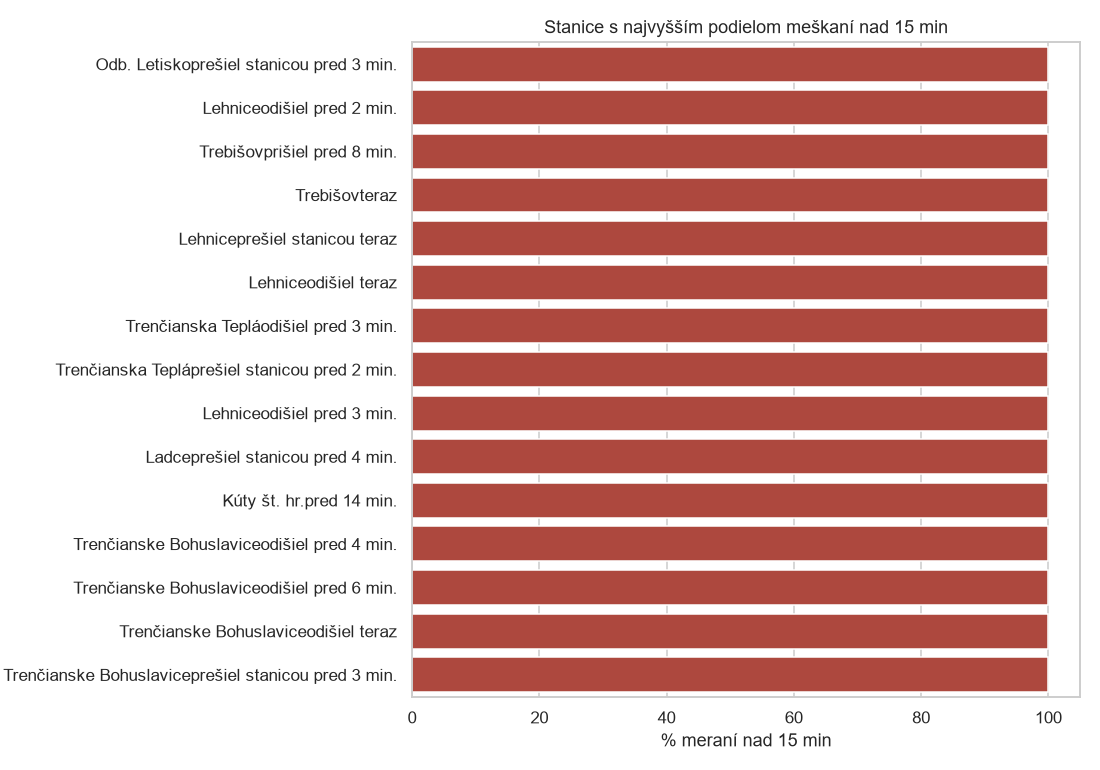 Stanice s najvyšším podielom meškaní nad 15 min
Odb. Letiskoprešiel stanicou pred 3 min.
Lehniceodišiel pred 2 min.
Trebišovprišiel pred 8 min.
Trebišovteraz
Lehniceprešiel stanicou teraz
Lehniceodišiel teraz
Trenčianska Tepláodišiel pred 3 min.
Trenčianska Tepláprešiel stanicou pred 2 min.
Lehniceodišiel pred 3 min.
Ladceprešiel stanicou pred 4 min.
Kúty št. hr.pred 14 min.
Trenčianske Bohuslaviceodišiel pred 4 min.
Trenčianske Bohuslaviceodišiel pred 6 min.
Trenčianske Bohuslaviceodišiel teraz
Trenčianske Bohuslaviceprešiel stanicou pred 3 min.
0 20 40 60 80 100
% meraní nad 15 min